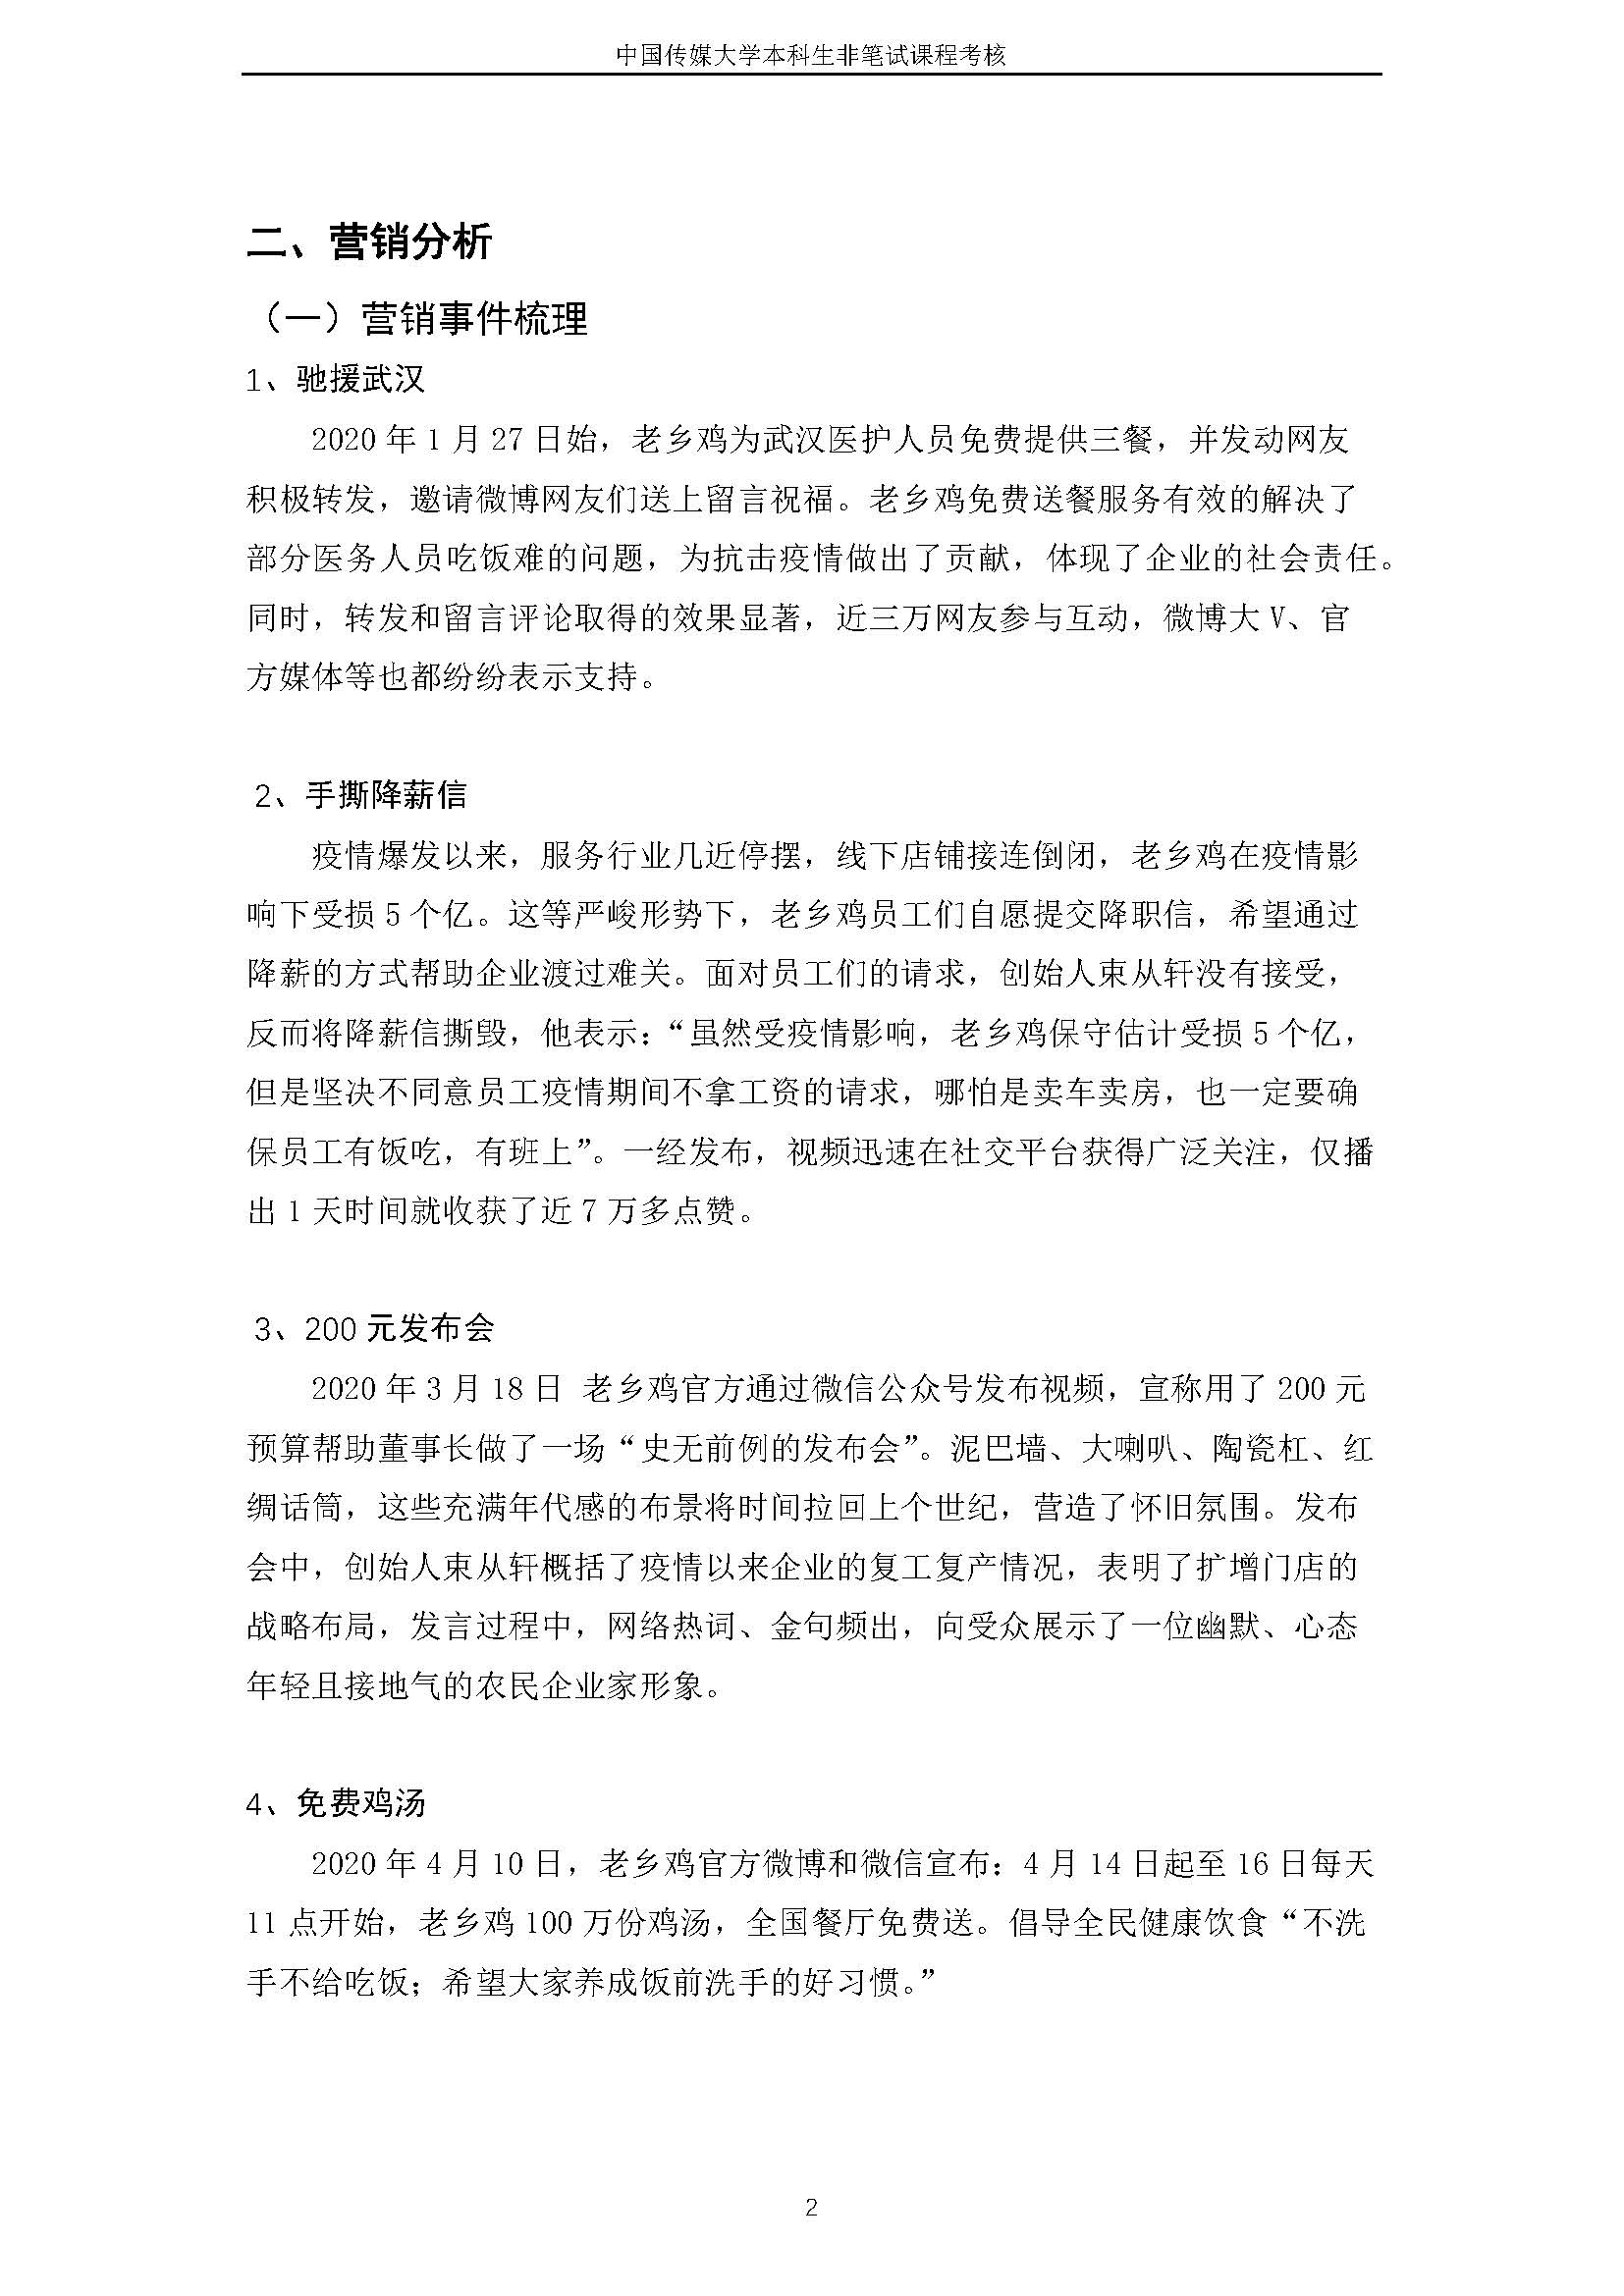 中国传媒大学本科生非笔试课程考核
二、营销分析
（一）营销事件梳理
1、驰援武汉
2020 年 1 月 27 日始，老乡鸡为武汉医护人员免费提供三餐，并发动网友
积极转发，邀请微博网友们送上留言祝福。老乡鸡免费送餐服务有效的解决了
部分医务人员吃饭难的问题，为抗击疫情做出了贡献，体现了企业的社会责任。
同时，转发和留言评论取得的效果显著，近三万网友参与互动，微博大 V、官
方媒体等也都纷纷表示支持。
2、手撕降薪信
疫情爆发以来，服务行业几近停摆，线下店铺接连倒闭，老乡鸡在疫情影
响下受损 5 个亿。这等严峻形势下，老乡鸡员工们自愿提交降职信，希望通过
降薪的方式帮助企业渡过难关。面对员工们的请求，创始人束从轩没有接受，
反而将降薪信撕毁，他表示：“虽然受疫情影响，老乡鸡保守估计受损 5 个亿，
但是坚决不同意员工疫情期间不拿工资的请求，哪怕是卖车卖房，也一定要确
保员工有饭吃，有班上”。一经发布，视频迅速在社交平台获得广泛关注，仅播
出 1 天时间就收获了近 7 万多点赞。
3、200 元发布会
2020 年 3 月 18 日 老乡鸡官方通过微信公众号发布视频，宣称用了 200 元
预算帮助董事长做了一场“史无前例的发布会”。泥巴墙、大喇叭、陶瓷杠、红
绸话筒，这些充满年代感的布景将时间拉回上个世纪，营造了怀旧氛围。发布
会中，创始人束从轩概括了疫情以来企业的复工复产情况，表明了扩增门店的
战略布局，发言过程中，网络热词、金句频出，向受众展示了一位幽默、心态
年轻且接地气的农民企业家形象。
4、免费鸡汤
2020 年 4 月 10 日，老乡鸡官方微博和微信宣布：4 月 14 日起至 16 日每天
11 点开始，老乡鸡 100 万份鸡汤，全国餐厅免费送。倡导全民健康饮食“不洗
手不给吃饭；希望大家养成饭前洗手的好习惯。”
2